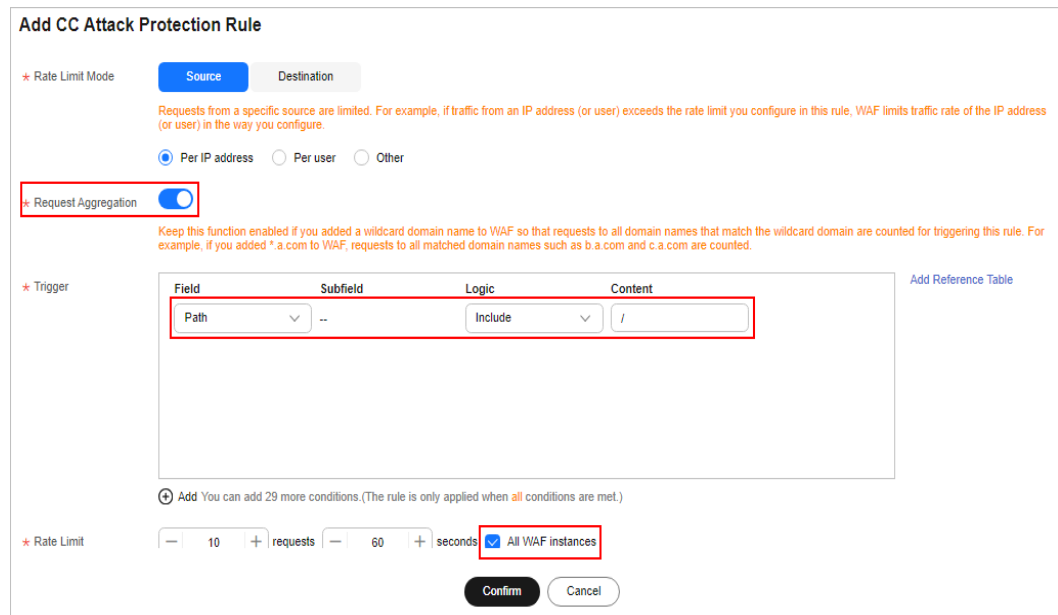 Add CC Attack Protection Rule
* Rate Limit Mode Source Destination
Requests from a specific source are limited. For example, if traffic from an IP address (or user) exceeds the rate limit you configure in this rule, WAF limits traffic rate of the IP address
(or user) in the way you configure.
Per IP address Per user Other
* Request Aggregation
Keep this function enabled if you added a wildcard domain name to WAF so that requests to all domain names that match the wildcard domain are counted for triggering this rule. For
example, if you added *.a.com to WAF, requests to all matched domain names such as b.a.com and c.a.com are counted.
* Trigger Field Subfield Logic Content Add Reference Table
Path -- Include /
Add You can add 29 more conditions.(The rule is only applied when all conditions are met.)
* Rate Limit — 10 + requests — 60 + seconds All WAF instances
Confirm Cancel